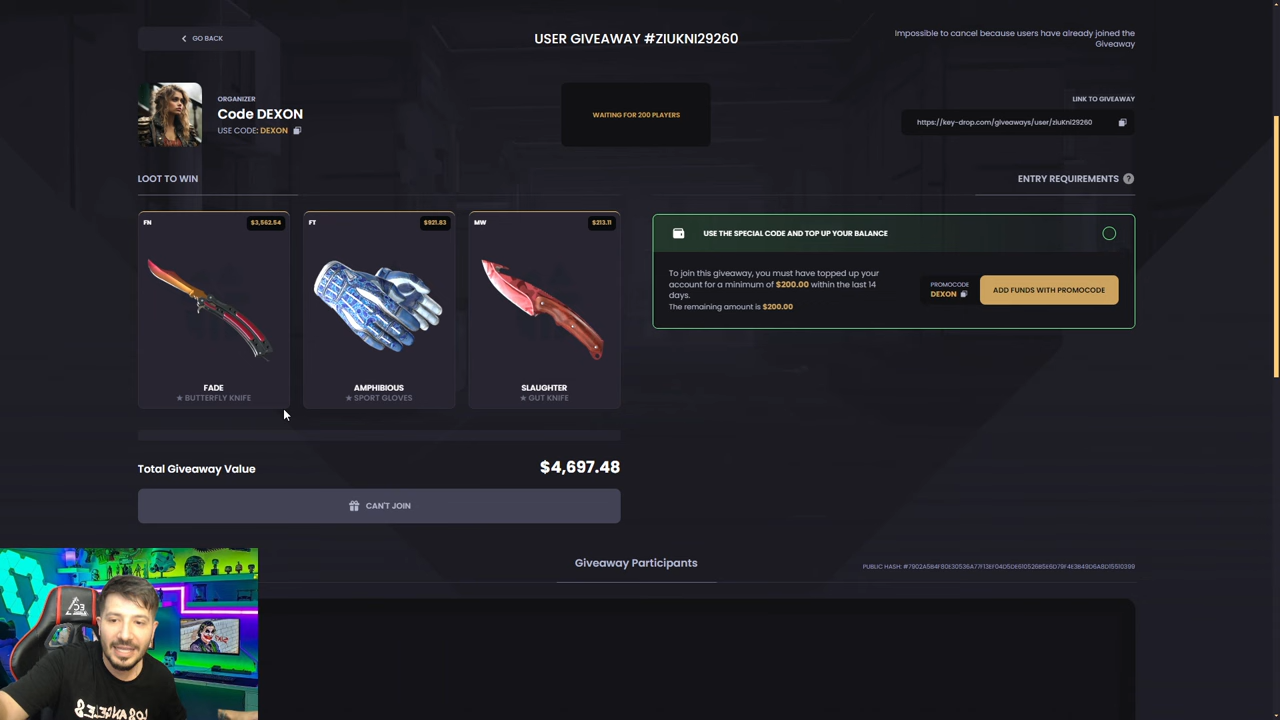 GO BACK
USER GIVEAWAY #ZIUKNI29260
Impossible to cancel because users have already joined the
Giveaway
ORGANIZER
Code DEXON
USE CODE: DEXON
WAITING FOR 200 PLAYERS
LINK TO GIVEAWAY
https://key-drop.com/giveaways/user/ziuKni29260
LOOT TO WIN
ENTRY REQUIREMENTS ?
FN
$3,562.54
FT
$921.83
MW
$213.11
FADE
★ BUTTERFLY KNIFE
AMPHIBIOUS
★ SPORT GLOVES
SLAUGHTER
★ GUT KNIFE
USE THE SPECIAL CODE AND TOP UP YOUR BALANCE
To join this giveaway, you must have topped up your
account for a minimum of $200.00 within the last 14
days.
The remaining amount is $200.00
PROMOCODE
DEXON
ADD FUNDS WITH PROMOCODE
Total Giveaway Value
$4,697.48
CAN'T JOIN
Giveaway Participants
PUBLIC HASH: